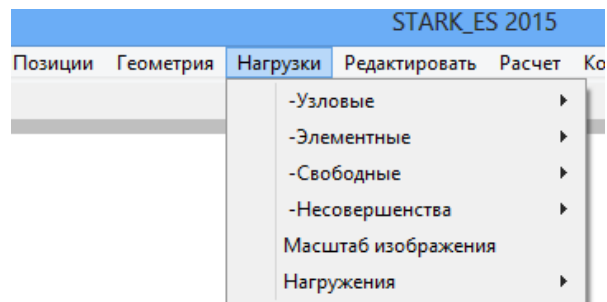 STARK_ES 2015
Позиции Геометрия Нагрузки Редактировать Расчет
-Узловые
-Элементные
-Свободные
-Несовершенства
Масштаб изображения
Нагружения